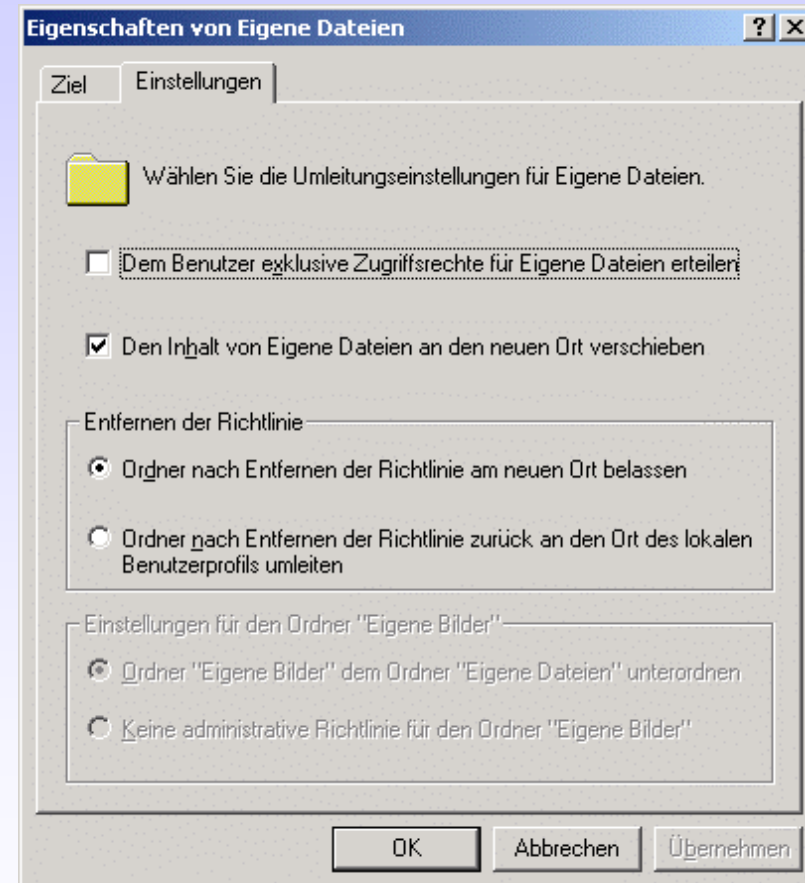 Eigenschaften von Eigene Dateien
Ziel
Einstellungen
Wählen Sie die Umleitungseinstellungen für Eigene Dateien.
Dem Benutzer exklusive Zugriffsrechte für Eigene Dateien erteilen
Den Inhalt von Eigene Dateien an den neuen Ort verschieben
Entfernen der Richtlinie
Ordner nach Entfernen der Richtlinie am neuen Ort belassen
Ordner nach Entfernen der Richtlinie zurück an den Ort des lokalen
Benutzerprofils umleiten
Einstellungen für den Ordner "Eigene Bilder"
Ordner "Eigene Bilder" dem Ordner "Eigene Dateien" unterordnen
Keine administrative Richtlinie für den Ordner "Eigene Bilder"
OK
Abbrechen
Übernehmen